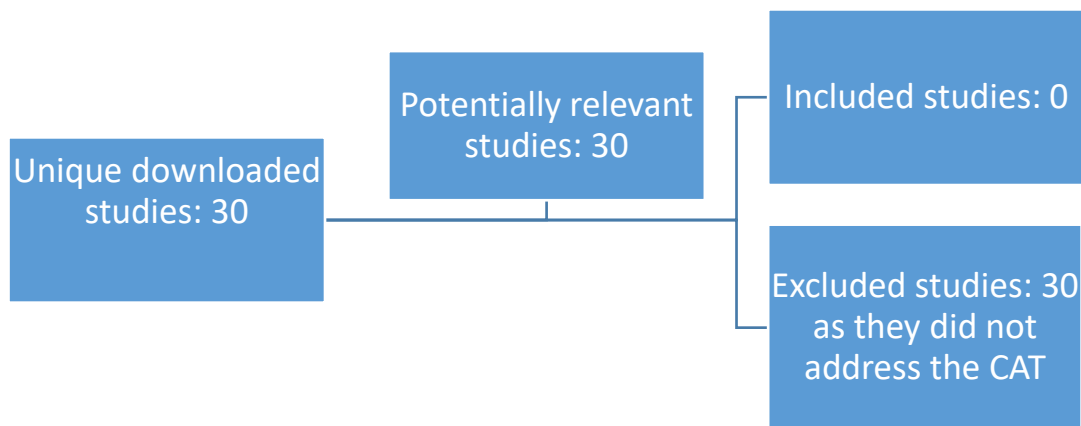 Unique downloaded
studies: 30
Potentially relevant
studies: 30
Included studies: 0
Excluded studies: 30
as they did not
address the CAT